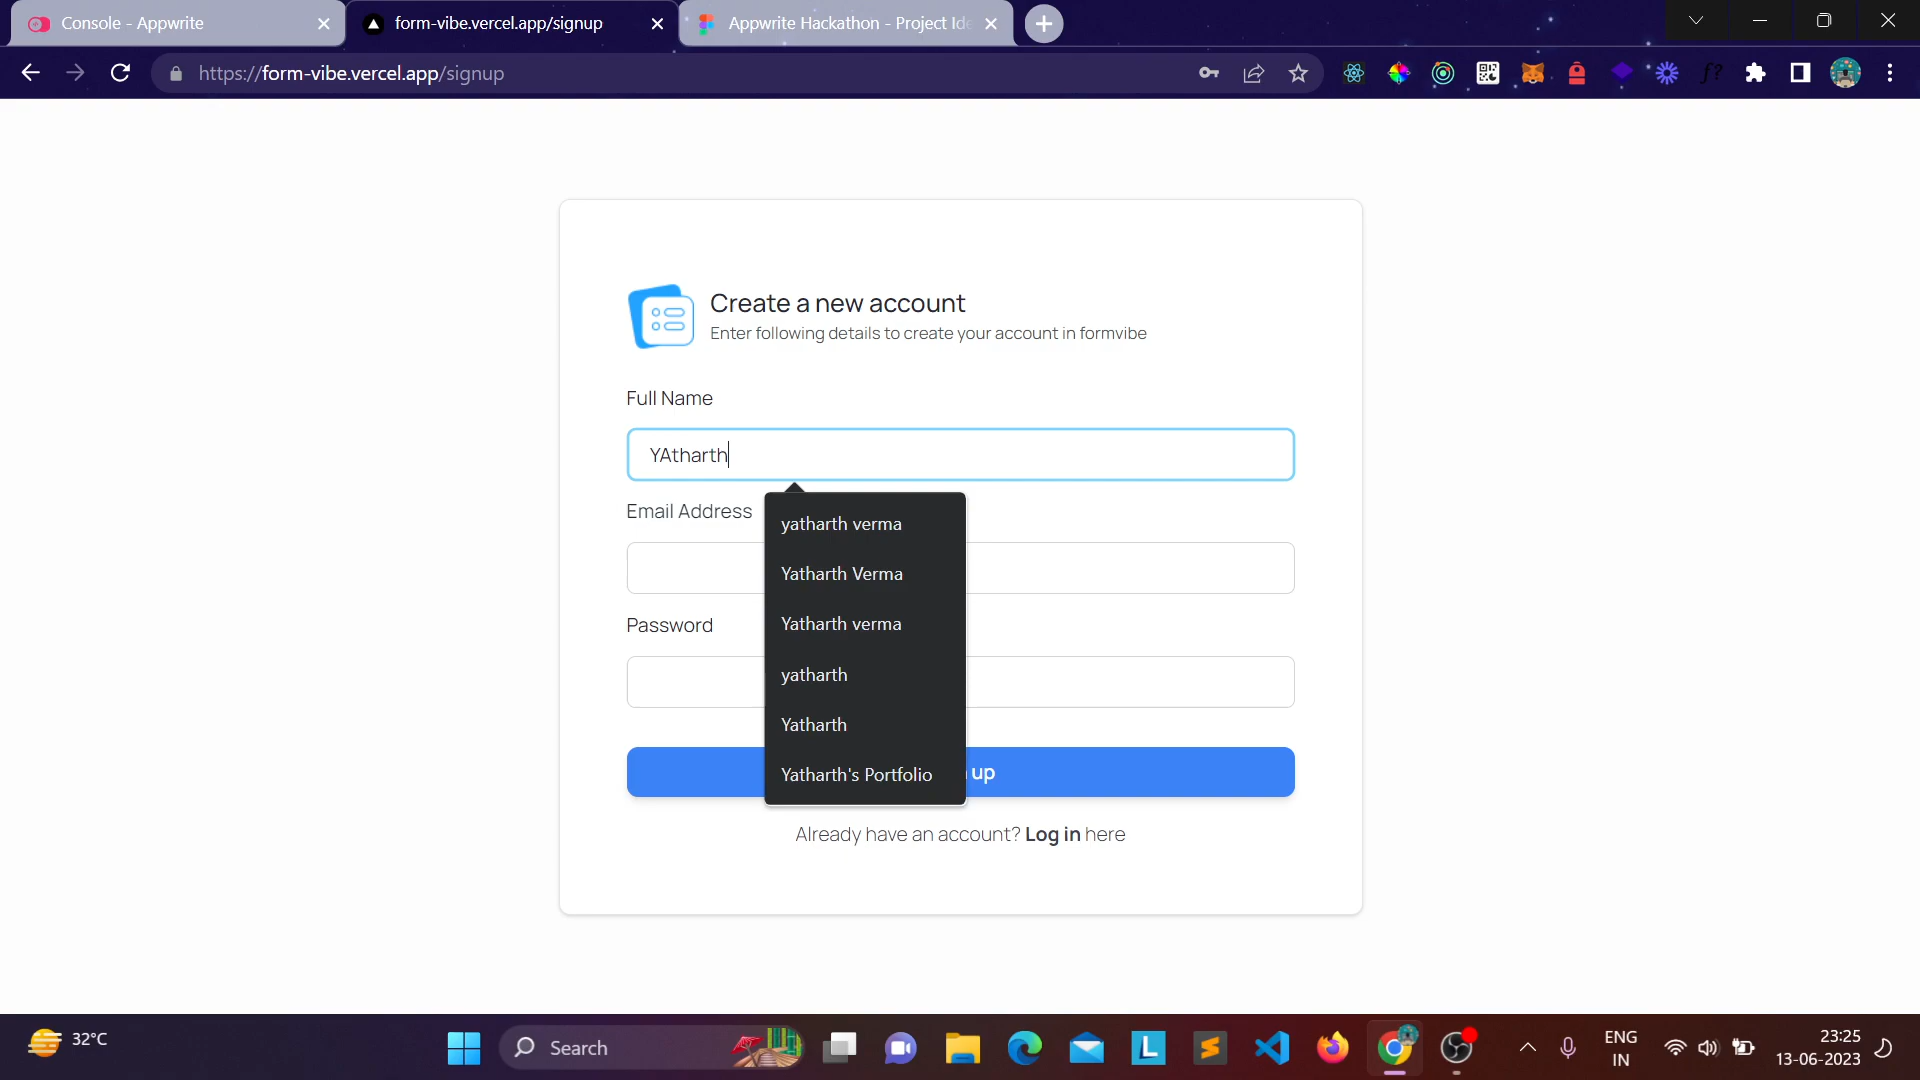 Console - Appwrite
form-vibe.vercel.app/signup
Appwrite Hackathon - Project Ide
https://form-vibe.vercel.app/signup
Create a new account
Enter following details to create your account in formvibe
Full Name
YAtharth
Email Address
yatharth verma
Yatharth Verma
Yatharth verma
Password
yatharth
Yatharth
Yatharth's Portfolio
up
Already have an account? Log in here
32°C
Search
ENG
IN
23:25
13-06-2023